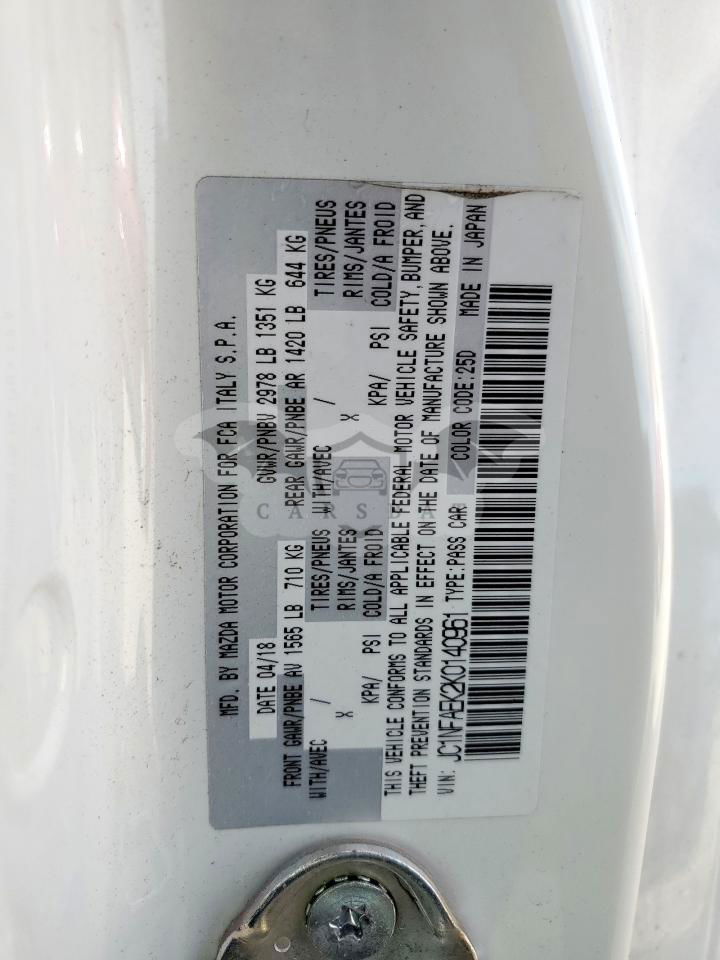 MFD. BY MAZDA MOTOR CORPORATION FOR FCA ITALY S.P.A.
DATE 04/18 GVWR/PNBV 2978 LB 1351 KG
FRONT GAWR/PNBE AV 1565 LB 710 KG REAR GAWR/PNBE AR 1420 LB 644 KG
WITH/AVEC / TIRES/PNEUS WITH/AVEC / TIRES/PNEUS
X RIMS/JANTES X RIMS/JANTES
KPA/ PSI COLD/A FROID KPA/ PSI COLD/A FROID
THIS VEHICLE CONFORMS TO ALL APPLICABLE FEDERAL MOTOR VEHICLE SAFETY, BUMPER, AND
THEFT PREVENTION STANDARDS IN EFFECT ON THE DATE OF MANUFACTURE SHOWN ABOVE.
VIN: JC1NFAEK2K0140961 TYPE:PASS CAR COLOR CODE:25D MADE IN JAPAN